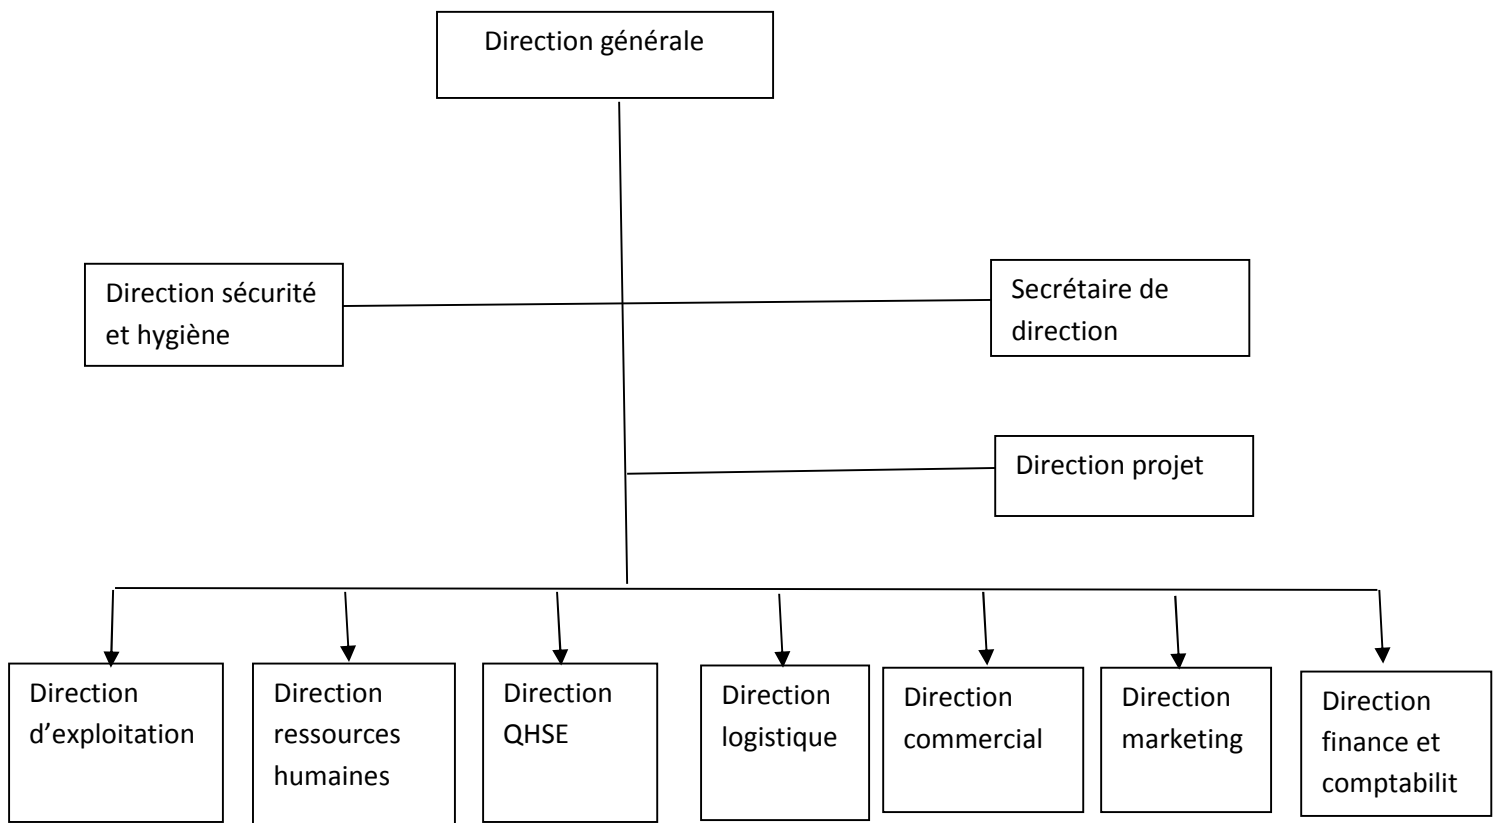 Direction générale
Direction sécurité
et hygiène
Secrétaire de
direction
Direction projet
Direction
d’exploitation
Direction
ressources
humaines
Direction
QHSE
Direction
logistique
Direction
commercial
Direction
marketing
Direction
finance et
comptabilit